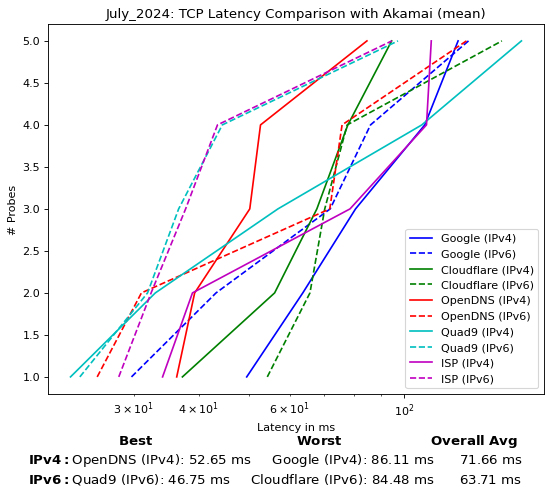 July_2024: TCP Latency Comparison with Akamai (mean)
5.0
4.5
4.0
3.5
3.0
2.5
2.0
1.5
1.0
# Probes
Google (IPv4)
Google (IPv6)
Cloudflare (IPv4)
Cloudflare (IPv6)
OpenDNS (IPv4)
OpenDNS (IPv6)
Quad9 (IPv4)
Quad9 (IPv6)
ISP (IPv4)
ISP (IPv6)
3 × 10¹ 4 × 10¹ 6 × 10¹ 10²
Latency in ms
Best Worst Overall Avg
IPv4: OpenDNS (IPv4): 52.65 ms Google (IPv4): 86.11 ms 71.66 ms
IPv6: Quad9 (IPv6): 46.75 ms Cloudflare (IPv6): 84.48 ms 63.71 ms